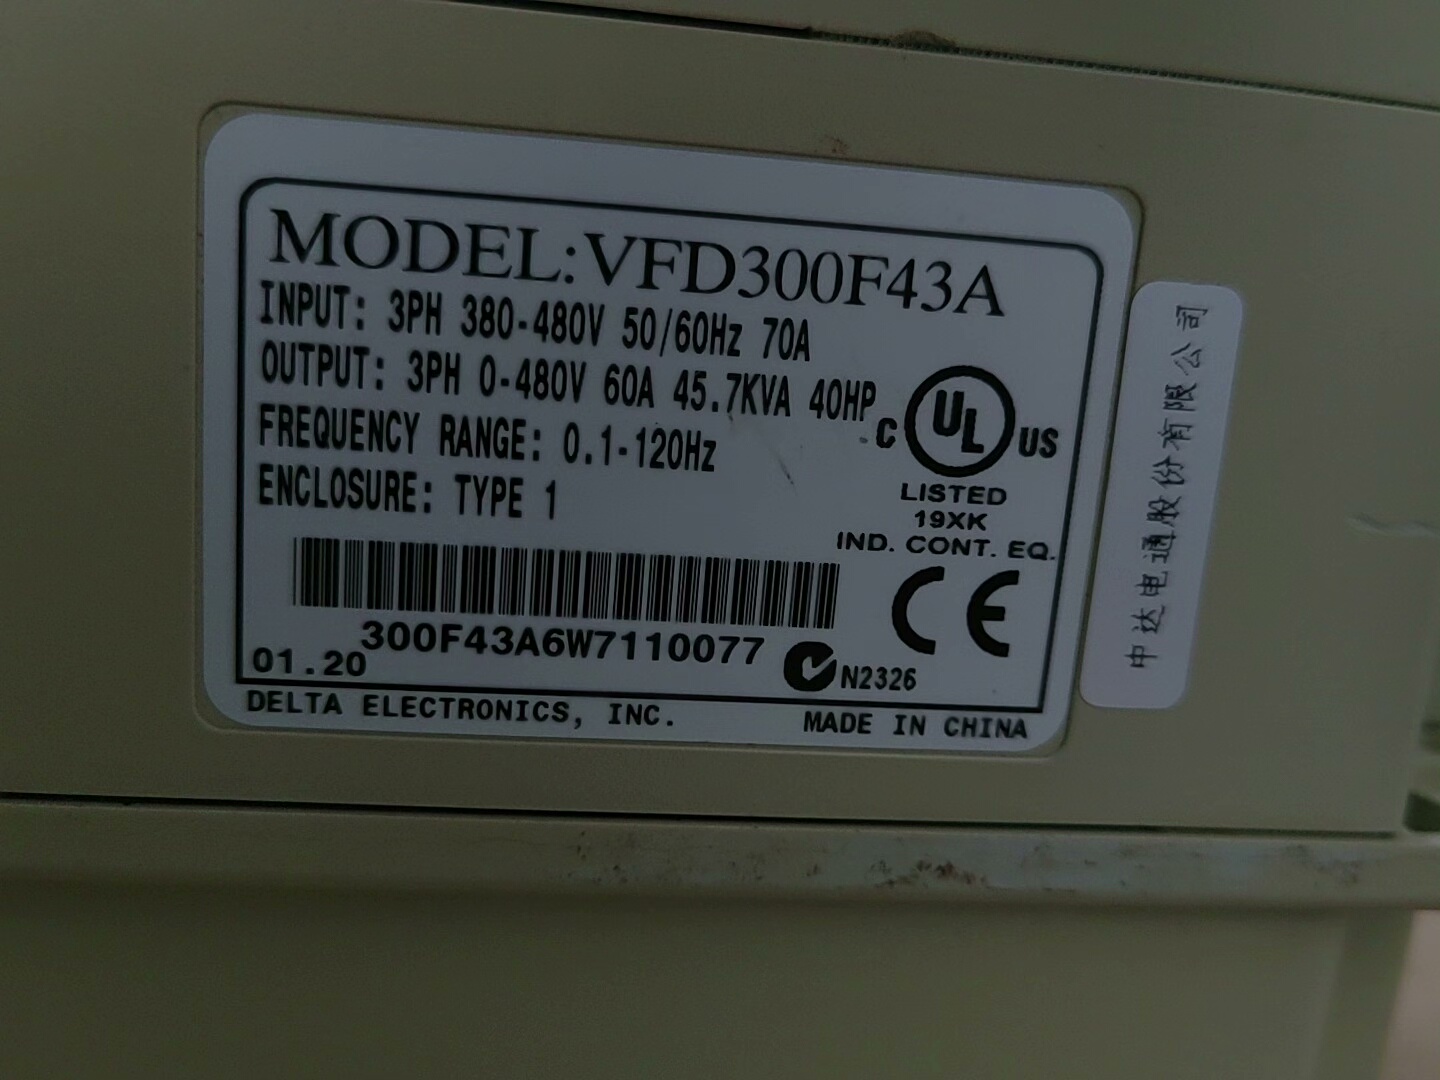 MODEL:VFD300F43A
INPUT: 3PH 380-480V 50/60Hz 70A
OUTPUT: 3PH 0-480V 60A 45.7KVA 40HP
FREQUENCY RANGE: 0.1-120Hz
ENCLOSURE: TYPE 1
C UL US
LISTED
19XK
IND. CONT. EQ.
CE
300F43A6W7110077
01.20
N2326
DELTA ELECTRONICS, INC.
MADE IN CHINA
中达电通股份有限公司